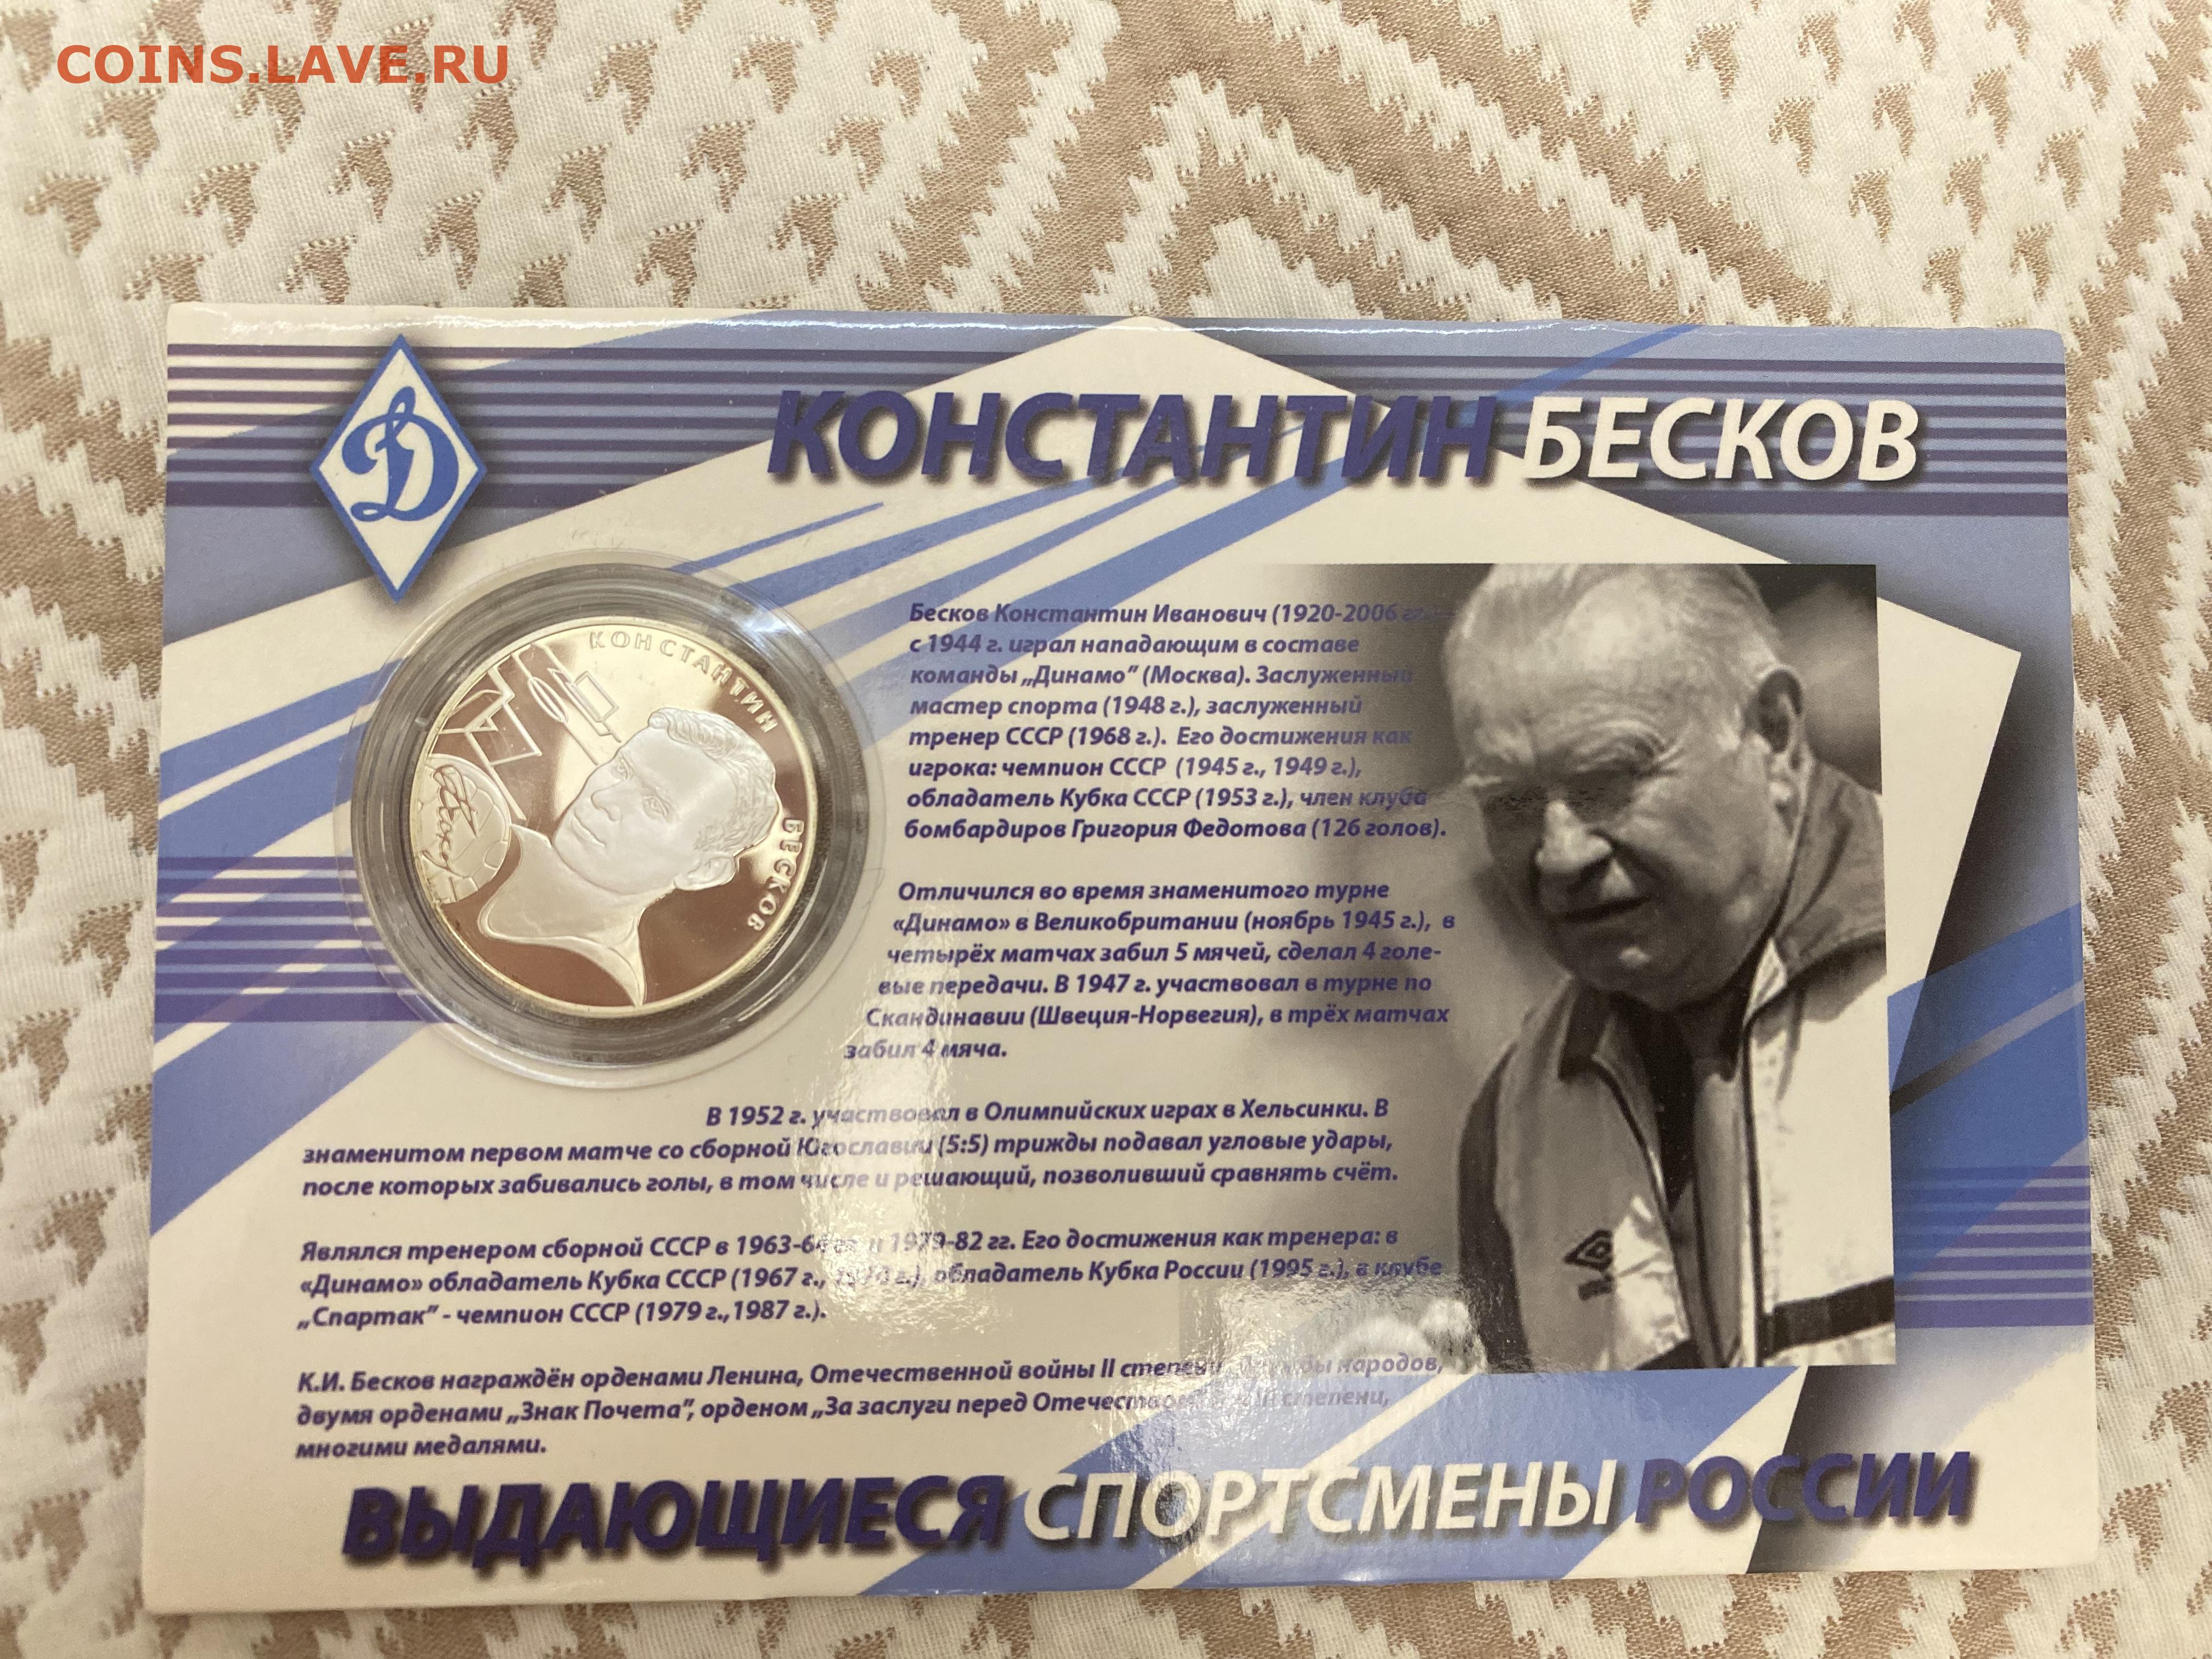 COINS.LAVE.RU
КОНСТАНТИН БЕСКОВ
КОНСТАНТИН
БЕСКОВ
Бесков Константин Иванович (1920-2006
с 1944 г. играл нападающим в составе
команды „Динамо” (Москва). Заслуженный
мастер спорта (1948 г.), заслуженный
тренер СССР (1968 г.). Его достижения как
игрока: чемпион СССР (1945 г., 1949 г.),
обладатель Кубка СССР (1953 г.), член клуба
бомбардиров Григория Федотова (126 голов).
Отличился во время знаменитого турне
«Динамо» в Великобритании (ноябрь 1945 г.), в
четырёх матчах забил 5 мячей, сделал 4 голе-
вые передачи. В 1947 г. участвовал в турне по
Скандинавии (Швеция-Норвегия), в трёх матчах
забил 4 мяча.
В 1952 г. участвовал в Олимпийских играх в Хельсинки. В
знаменитом первом матче со сборной Югославии (5:5) трижды подавал угловые удары,
после которых забивались голы, в том числе и решающий, позволивший сравнять счёт.
Являлся тренером сборной СССР в и 1979-82 гг. Его достижения как тренера: в
«Динамо» обладатель Кубка СССР (1967 г., обладатель Кубка России (1995 г.), в клубе
„Спартак” - чемпион СССР (1979 г.,1987 г.).
К.И. Бесков награждён орденами Ленина, Отечественной войны II степени, народов,
двумя орденами „Знак Почета”, орденом „За заслуги перед степени,
многими медалями.
ВЫДАЮЩИЕСЯ СПОРТСМЕНЫ РОССИИ